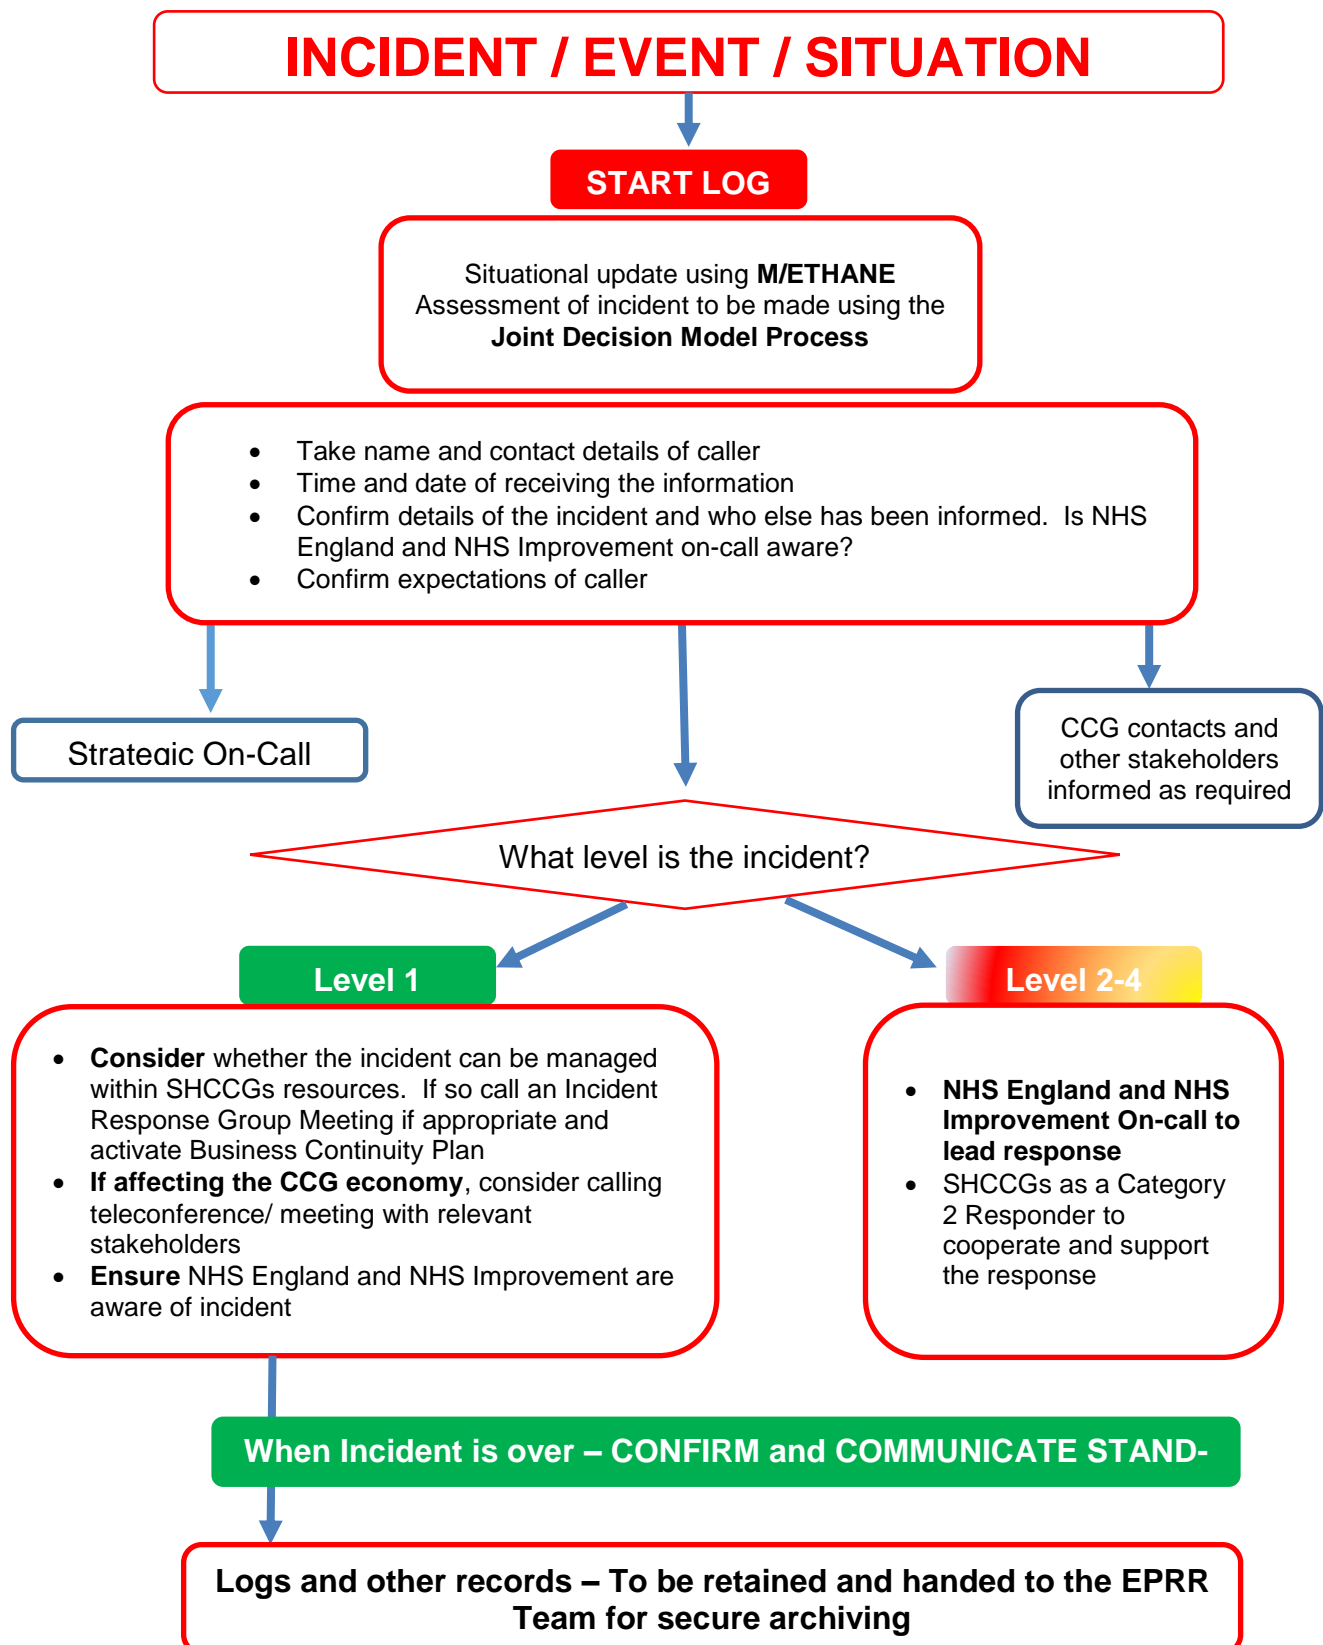 INCIDENT / EVENT / SITUATION
START LOG
Situational update using M/ETHANE
Assessment of incident to be made using the
Joint Decision Model Process
• Take name and contact details of caller
• Time and date of receiving the information
• Confirm details of the incident and who else has been informed.  Is NHS
England and NHS Improvement on-call aware?
• Confirm expectations of caller
Strategic On-Call
CCG contacts and
other stakeholders
informed as required
What level is the incident?
Level 1
• Consider whether the incident can be managed
within SHCCGs resources.  If so call an Incident
Response Group Meeting if appropriate and
activate Business Continuity Plan
• If affecting the CCG economy, consider calling
teleconference/ meeting with relevant
stakeholders
• Ensure NHS England and NHS Improvement are
aware of incident
Level 2-4
• NHS England and NHS
Improvement On-call to
lead response
• SHCCGs as a Category
2 Responder to
cooperate and support
the response
When Incident is over – CONFIRM and COMMUNICATE STAND-
Logs and other records – To be retained and handed to the EPRR
Team for secure archiving